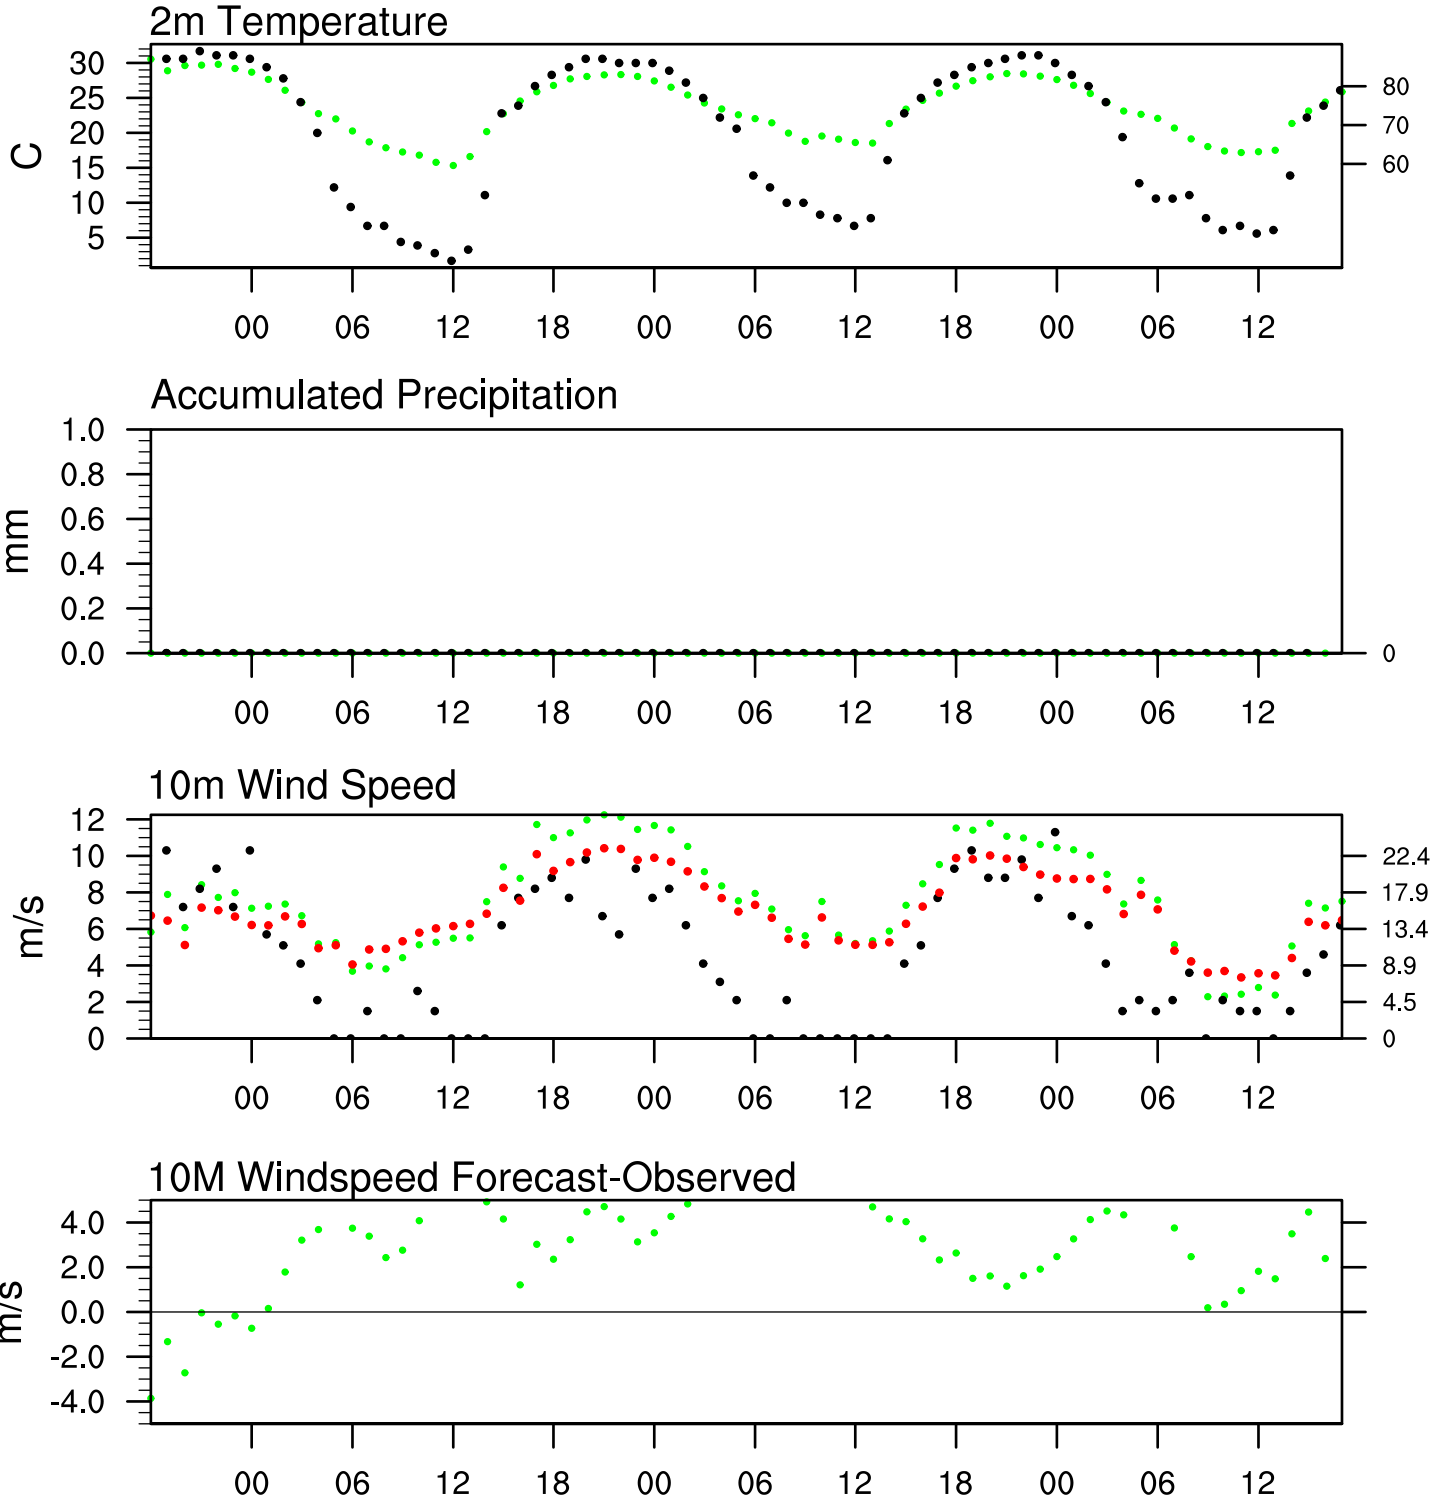 2m Temperature
30
25
20
15
10
5
C
80
70
60
00 06 12 18 00 06 12 18 00 06 12
Accumulated Precipitation
1.0
0.8
0.6
0.4
0.2
0.0
mm
0
00 06 12 18 00 06 12 18 00 06 12
10m Wind Speed
12
10
8
6
4
2
0
m/s
22.4
17.9
13.4
8.9
4.5
0
00 06 12 18 00 06 12 18 00 06 12
10M Windspeed Forecast-Observed
4.0
2.0
0.0
-2.0
-4.0
m/s
00 06 12 18 00 06 12 18 00 06 12